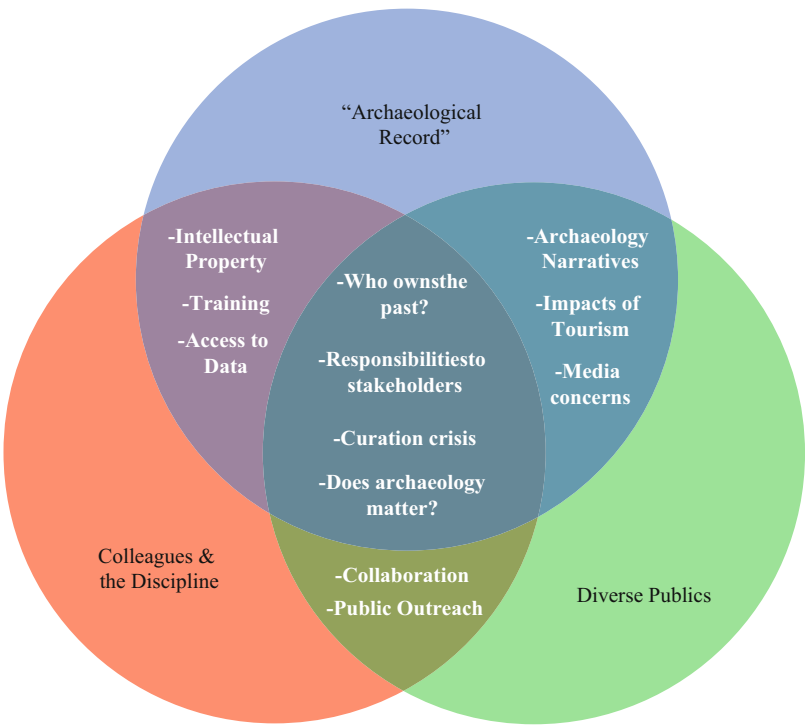 “Archaeological
Record”
-Intellectual
Property
-Training
-Access to
Data
-Who ownsthe
past?
-Responsibilitiesto
stakeholders
-Curation crisis
-Does archaeology
matter?
-Archaeology
Narratives
-Impacts of
Tourism
-Media
concerns
Colleagues &
the Discipline
-Collaboration
-Public Outreach
Diverse Publics